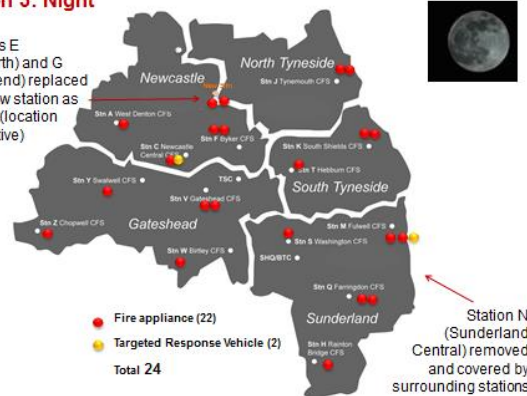 n 3: Night
s E
th) and G
end) replaced
w station as
(location
tive)
Newcastle
North Tyneside
Stn J Tynemouth CFS
Stn A West Denton CFS
Stn F Byker CFS
Stn C Newcastle
Central CFS
Stn K South Shields CFS
Stn T Hebburn CFS
South Tyneside
Stn Y Swalwell CFS
TSC
Stn V Gateshead CFS
Gateshead
Stn Z Chopwell CFS
Stn W Birtley CFS
Stn M Fulwell CFS
Stn S Washington CFS
SHQ/BTC
Stn Q Farringdon CFS
Sunderland
Stn H Rainton
Bridge CFS
Fire appliance (22)
Targeted Response Vehicle (2)
Total 24
Station N
(Sunderland
Central) removed
and covered by
surrounding stations